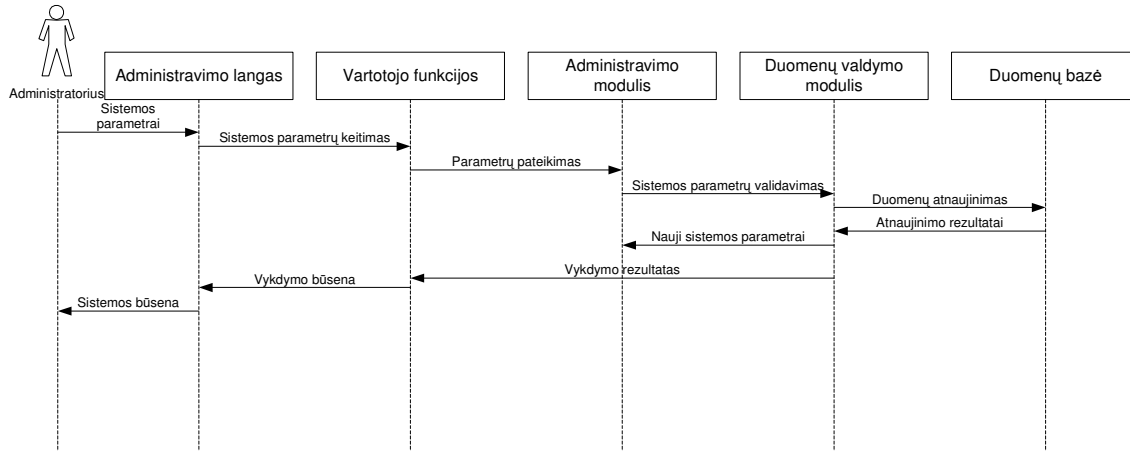 Administratorius
Administravimo langas
Vartotojo funkcijos
Administravimo
modulis
Duomenų valdymo
modulis
Duomenų bazė
Sistemos
parametrai
Sistemos parametrų keitimas
Parametrų pateikimas
Sistemos parametrų validavimas
Duomenų atnaujinimas
Atnaujinimo rezultatai
Nauji sistemos parametrai
Vykdymo rezultatas
Vykdymo būsena
Sistemos būsena